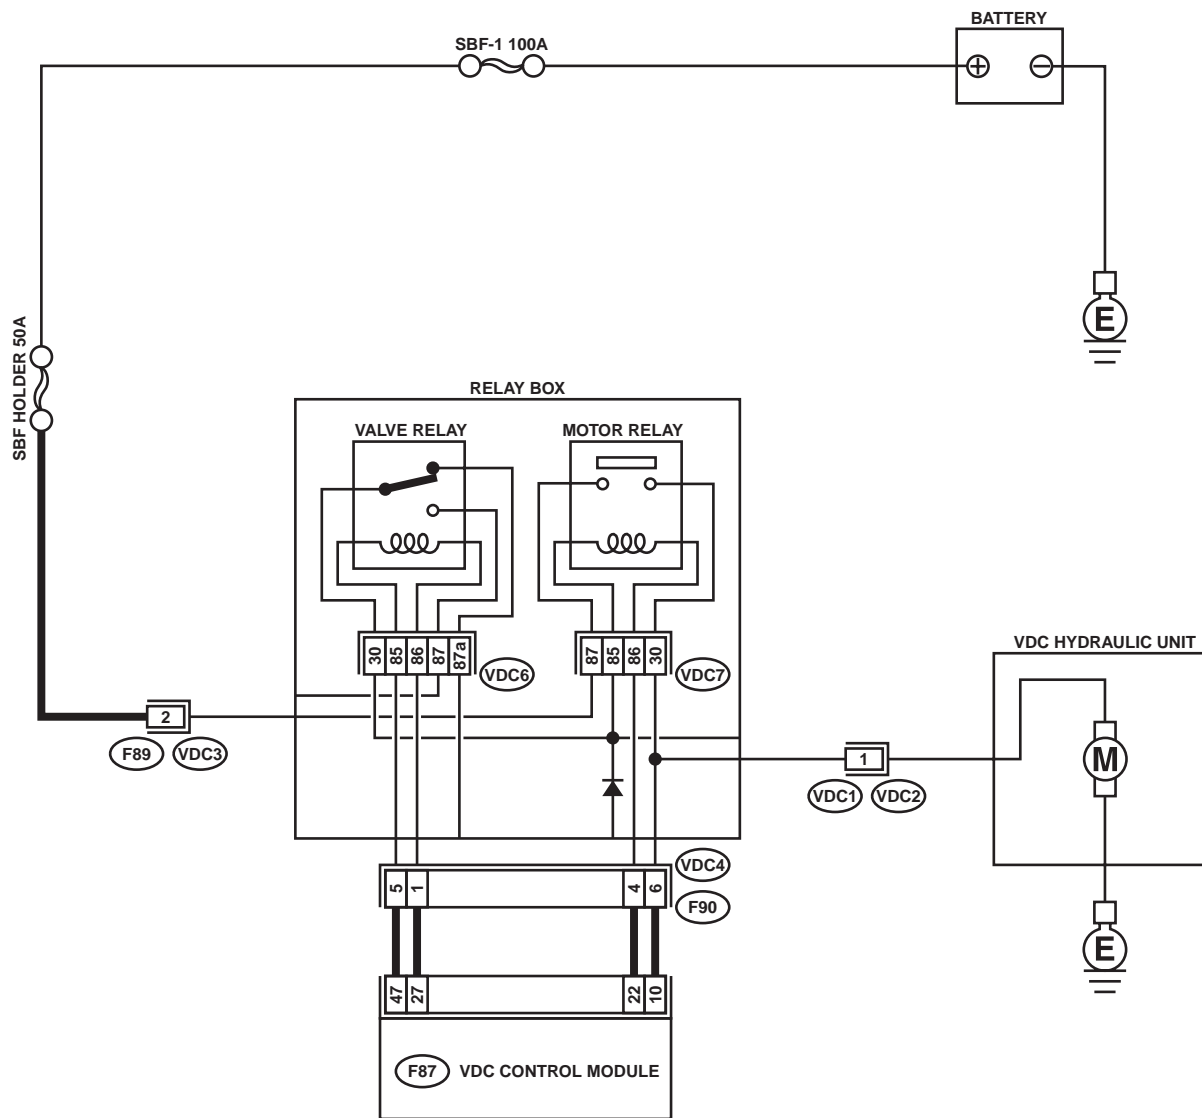 BATTERY
SBF-1 100A
+
−
E
SBF HOLDER 50A
RELAY BOX
VALVE RELAY
MOTOR RELAY
30 85 86 87 87a
VDC6
87 85 86 30
VDC7
VDC HYDRAULIC UNIT
2
F89 VDC3
1
VDC1 VDC2
M
VDC4
5 1 4 6
F90
E
47 27 22 10
F87 VDC CONTROL MODULE